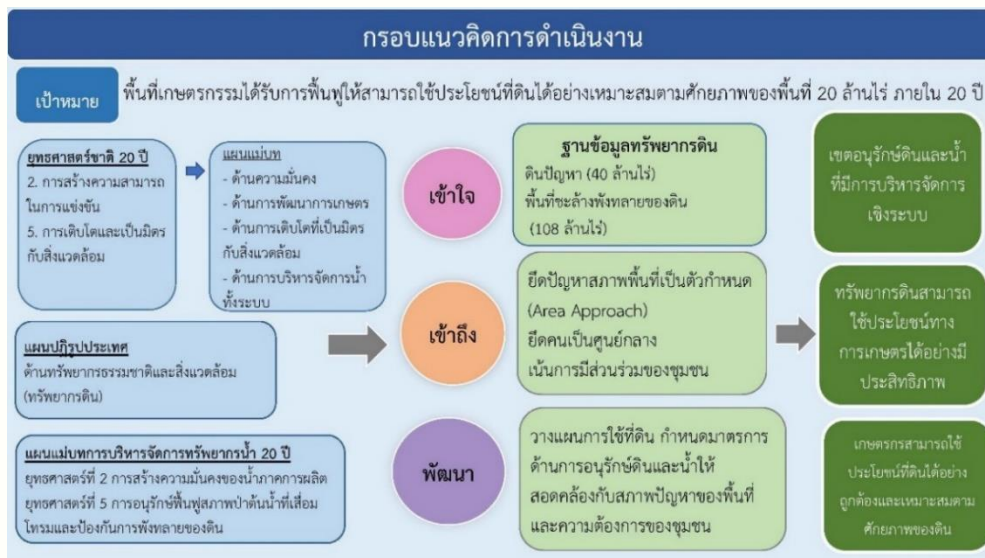 กรอบแนวคิดการดำเนินงาน
เป้าหมาย
พื้นที่เกษตรกรรมได้รับการฟื้นฟูให้สามารถใช้ประโยชน์ที่ดินได้อย่างเหมาะสมตามศักยภาพของพื้นที่ 20 ล้านไร่ ภายใน 20 ปี
ยุทธศาสตร์ชาติ 20 ปี
2. การสร้างความสามารถ
ในการแข่งขัน
5. การเติบโตและเป็นมิตร
กับสิ่งแวดล้อม
แผนแม่บท
- ด้านความมั่นคง
- ด้านการพัฒนาการเกษตร
- ด้านการเติบโตที่เป็นมิตร
กับสิ่งแวดล้อม
- ด้านการบริหารจัดการน้ำ
ทั้งระบบ
แผนปฏิรูปประเทศ
ด้านทรัพยากรธรรมชาติและสิ่งแวดล้อม
(ทรัพยากรดิน)
แผนแม่บทการบริหารจัดการทรัพยากรน้ำ 20 ปี
ยุทธศาสตร์ที่ 2 การสร้างความมั่นคงของน้ำภาคการผลิต
ยุทธศาสตร์ที่ 5 การอนุรักษ์ฟื้นฟูสภาพป่าต้นน้ำที่เสื่อม
โทรมและป้องกันการพังทลายของดิน
เข้าใจ
ฐานข้อมูลทรัพยากรดิน
ดินปัญหา (40 ล้านไร่)
พื้นที่ชะล้างพังทลายของดิน
(108 ล้านไร่)
เข้าถึง
ยึดปัญหาสภาพพื้นที่เป็นตัวกำหนด
(Area Approach)
ยึดคนเป็นศูนย์กลาง
เน้นการมีส่วนร่วมของชุมชน
พัฒนา
วางแผนการใช้ที่ดิน กำหนดมาตรการ
ด้านการอนุรักษ์ดินและน้ำให้
สอดคล้องกับสภาพปัญหาของพื้นที่
และความต้องการของชุมชน
เขตอนุรักษ์ดินและน้ำ
ที่มีการบริหารจัดการ
เชิงระบบ
ทรัพยากรดินสามารถ
ใช้ประโยชน์ทาง
การเกษตรได้อย่างมี
ประสิทธิภาพ
เกษตรกรสามารถใช้
ประโยชน์ที่ดินได้อย่าง
ถูกต้องและเหมาะสมตาม
ศักยภาพของดิน